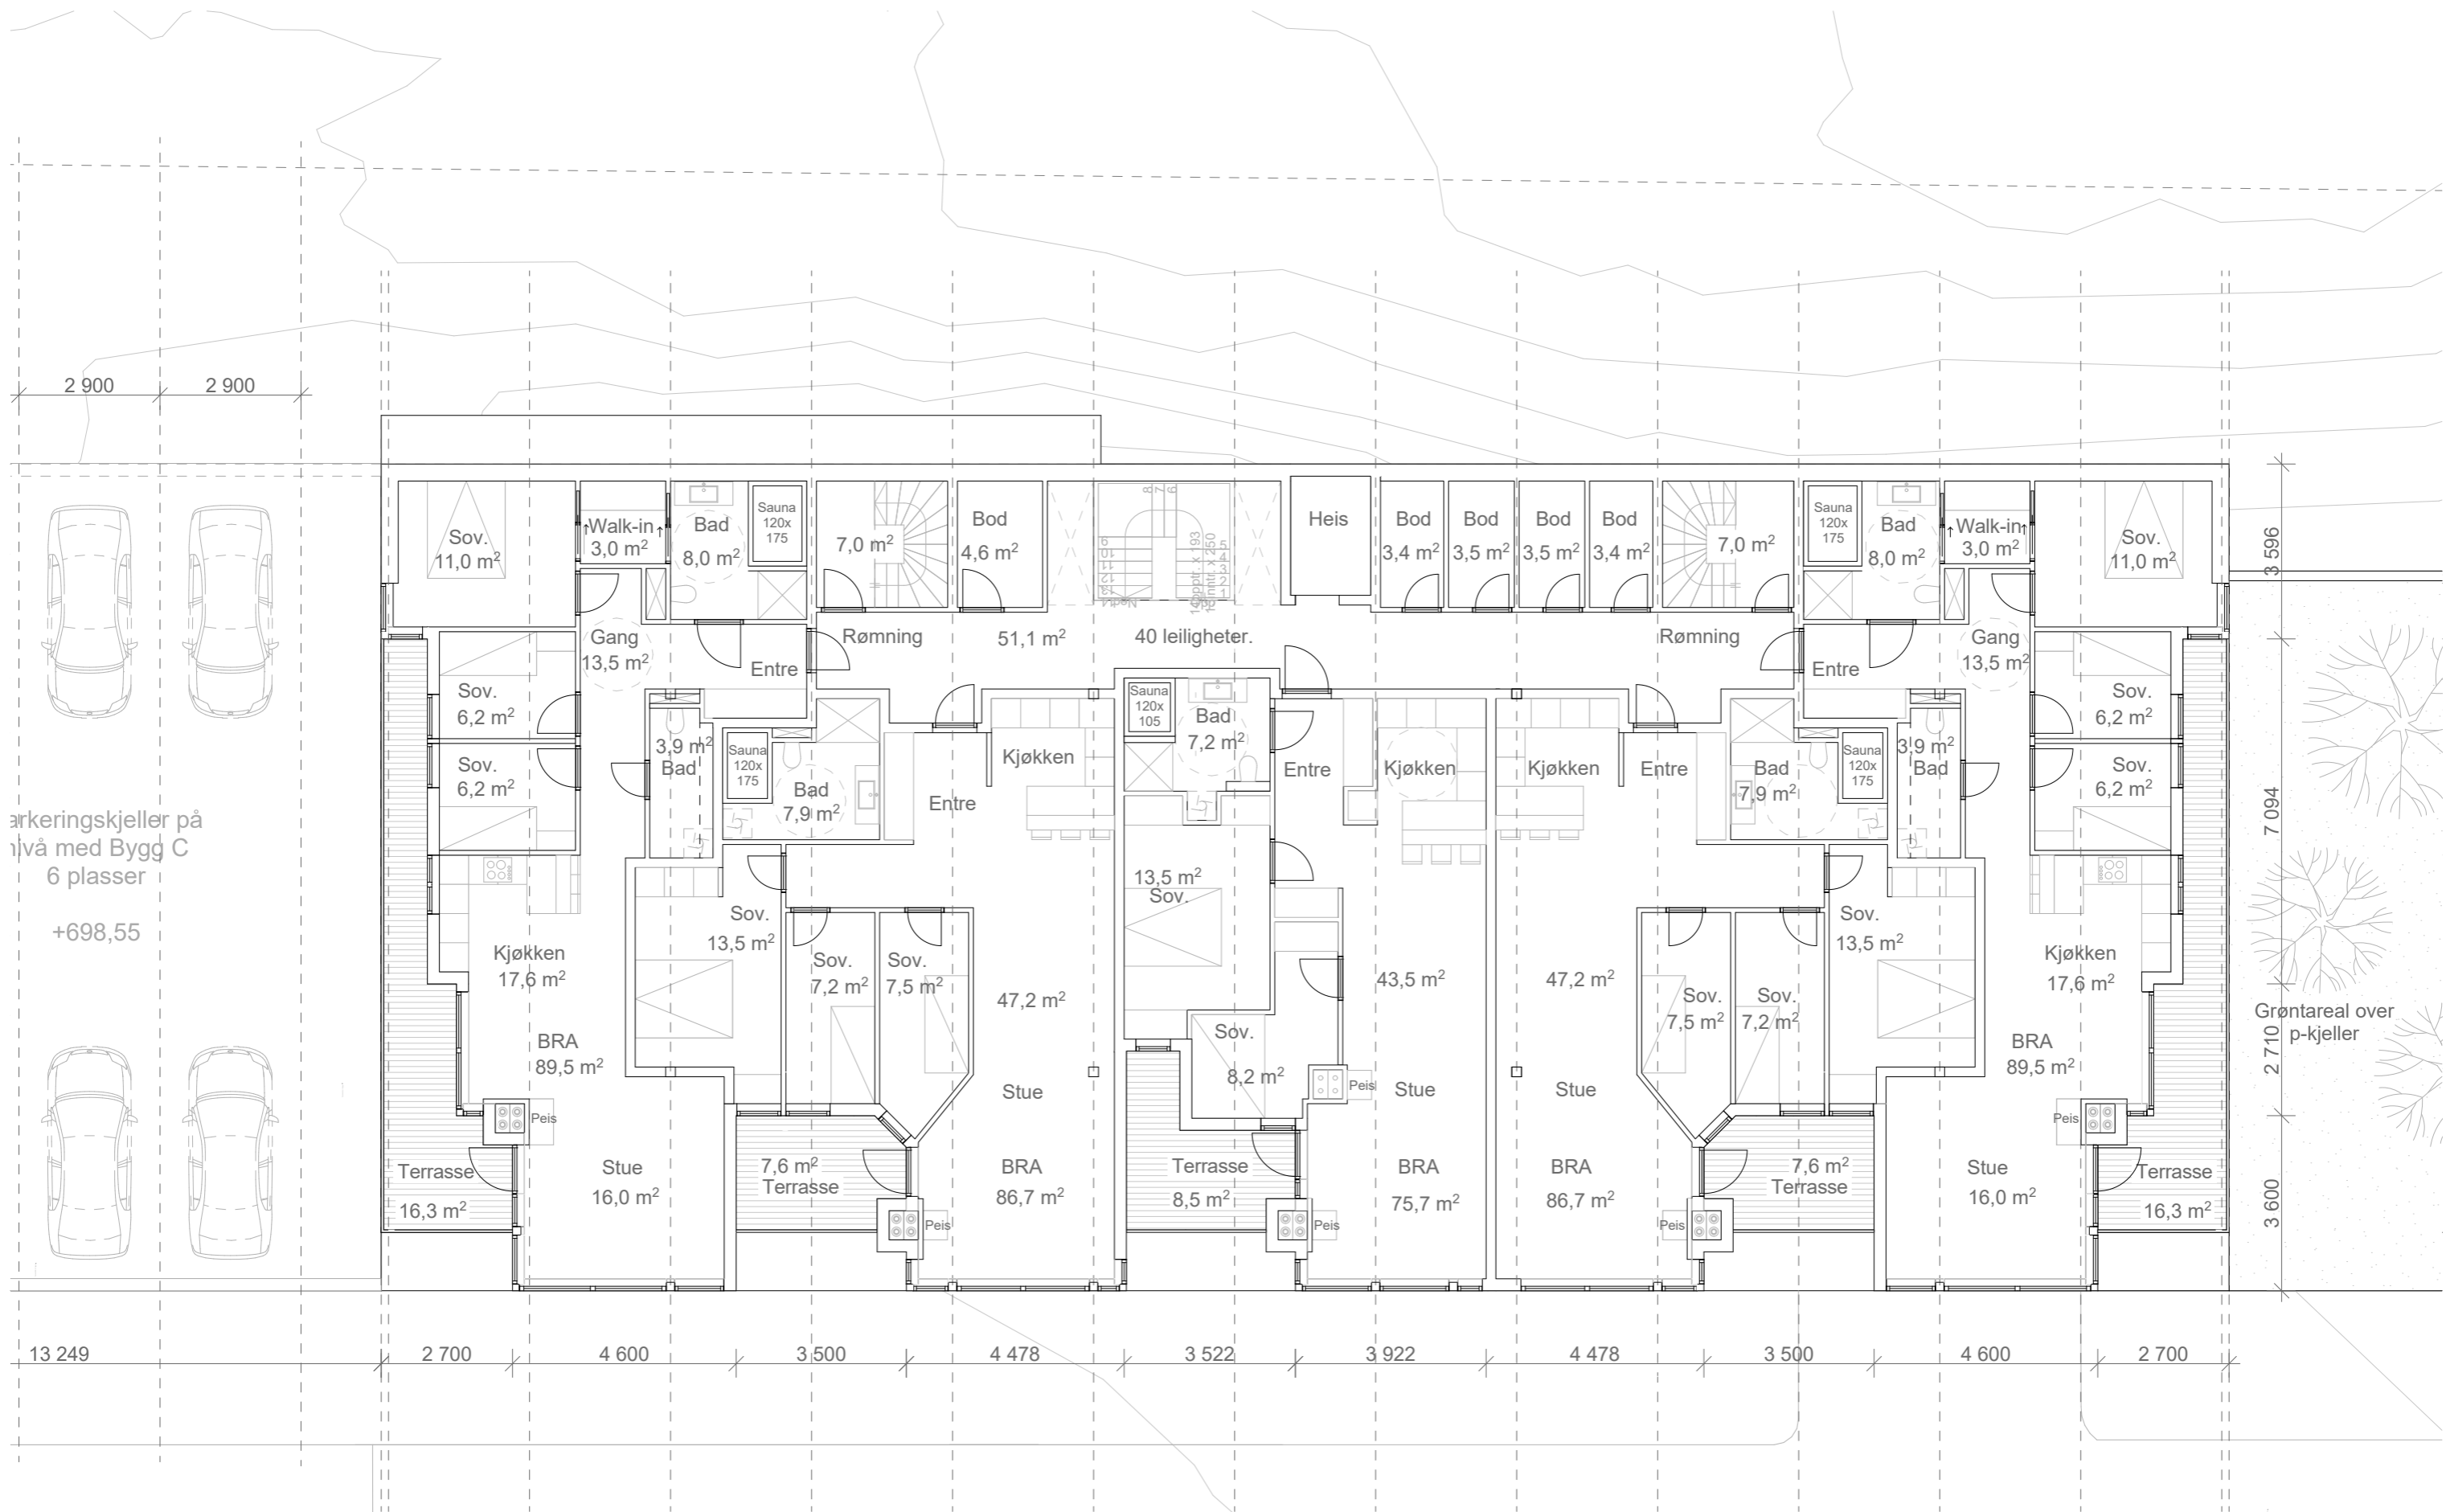 2 900
2 900
Sov.
11,0 m²
Walk-in
3,0 m²
Bad
8,0 m²
Sauna
120x
175
7,0 m²
Bod
4,6 m²
Heis
Bod
3,4 m²
Bod
3,5 m²
Bod
3,5 m²
Bod
3,4 m²
7,0 m²
Sauna
120x
175
Bad
8,0 m²
Walk-in
3,0 m²
Sov.
11,0 m²
3 596
Gang
13,5 m²
Entre
Rømning
51,1 m²
40 leiligheter.
Rømning
Entre
Gang
13,5 m²
Sov.
6,2 m²
Sov.
6,2 m²
3,9 m²
Bad
Sauna
120x
175
Bad
7,9 m²
Entre
Kjøkken
Sauna
120x
105
Bad
7,2 m²
Entre
Kjøkken
Kjøkken
Entre
Bad
7,9 m²
Sauna
120x
175
3,9 m²
Bad
Sov.
6,2 m²
Sov.
6,2 m²
7 094
arkeringskjeller på
nivå med Bygg C
6 plasser
+698,55
Kjøkken
17,6 m²
BRA
89,5 m²
Sov.
13,5 m²
Sov.
7,2 m²
Sov.
7,5 m²
47,2 m²
Stue
13,5 m²
Sov.
Sov.
8,2 m²
43,5 m²
Peis
Stue
47,2 m²
Stue
Sov.
7,5 m²
Sov.
7,2 m²
Sov.
13,5 m²
Kjøkken
17,6 m²
BRA
89,5 m²
Grøntareal over
p-kjeller
2 710
Peis
Terrasse
16,3 m²
Stue
16,0 m²
7,6 m²
Terrasse
Peis
BRA
86,7 m²
Terrasse
8,5 m²
Peis
BRA
75,7 m²
BRA
86,7 m²
Peis
7,6 m²
Terrasse
Stue
16,0 m²
Peis
Terrasse
16,3 m²
3 600
13 249
2 700
4 600
3 500
4 478
3 522
3 922
4 478
3 500
4 600
2 700